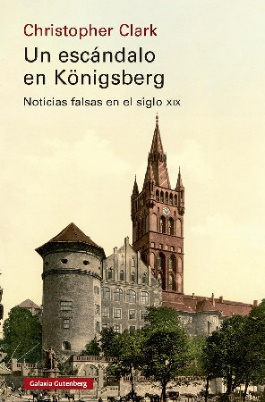 Christopher Clark
Un escándalo
en Königsberg
Noticias falsas en el siglo XIX
Galaxia Gutenberg